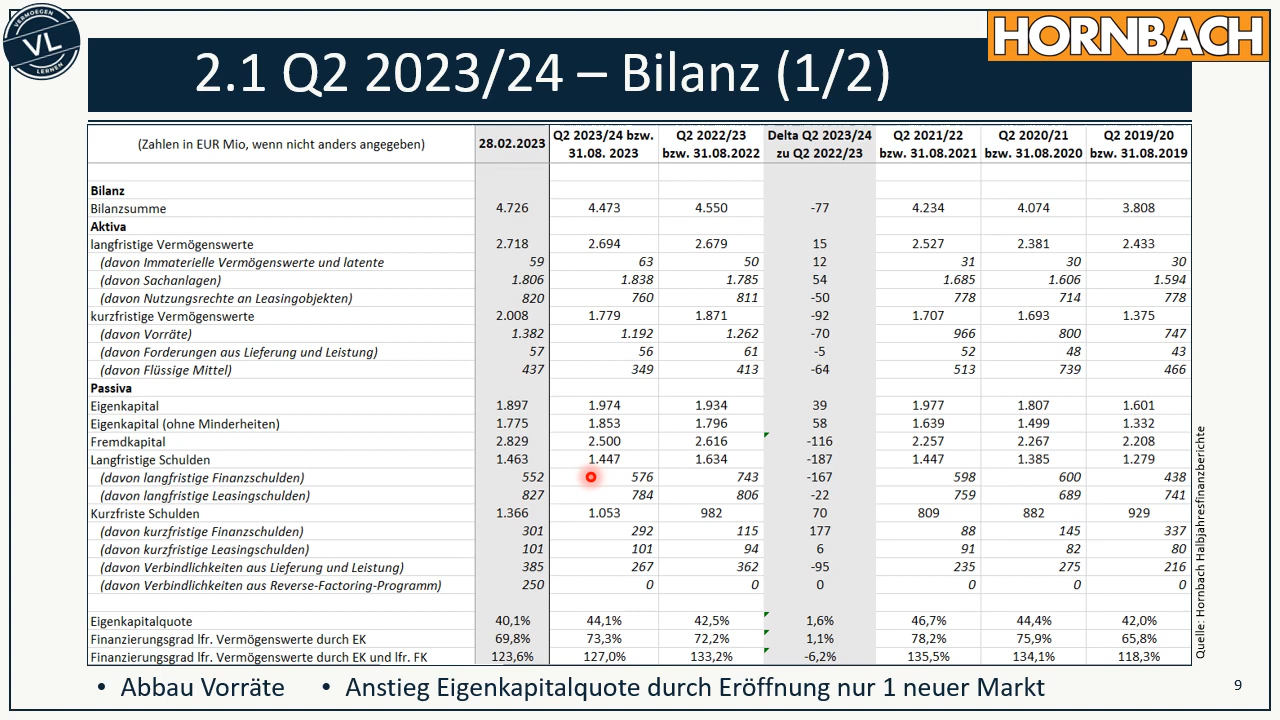 VERMOEGEN
VL
LERNEN
HORNBACH
2.1 Q2 2023/24 – Bilanz (1/2)
(Zahlen in EUR Mio, wenn nicht anders angegeben) 28.02.2023 Q2 2023/24 bzw. 31.08. 2023 Q2 2022/23 bzw. 31.08.2022 Delta Q2 2023/24 zu Q2 2022/23 Q2 2021/22 bzw. 31.08.2021 Q2 2020/21 bzw. 31.08.2020 Q2 2019/20 bzw. 31.08.2019
Bilanz
Bilanzsumme 4.726 4.473 4.550 -77 4.234 4.074 3.808
Aktiva
langfristige Vermögenswerte 2.718 2.694 2.679 15 2.527 2.381 2.433
(davon Immaterielle Vermögenswerte und latente 59 63 50 12 31 30 30
(davon Sachanlagen) 1.806 1.838 1.785 54 1.685 1.606 1.594
(davon Nutzungsrechte an Leasingobjekten) 820 760 811 -50 778 714 778
kurzfristige Vermögenswerte 2.008 1.779 1.871 -92 1.707 1.693 1.375
(davon Vorräte) 1.382 1.192 1.262 -70 966 800 747
(davon Forderungen aus Lieferung und Leistung) 57 56 61 -5 52 48 43
(davon Flüssige Mittel) 437 349 413 -64 513 739 466
Passiva
Eigenkapital 1.897 1.974 1.934 39 1.977 1.807 1.601
Eigenkapital (ohne Minderheiten) 1.775 1.853 1.796 58 1.639 1.499 1.332
Fremdkapital 2.829 2.500 2.616 -116 2.257 2.267 2.208
Langfristige Schulden 1.463 1.447 1.634 -187 1.447 1.385 1.279
(davon langfristige Finanzschulden) 552 576 743 -167 598 600 438
(davon langfristige Leasingschulden) 827 784 806 -22 759 689 741
Kurzfriste Schulden 1.366 1.053 982 70 809 882 929
(davon kurzfristige Finanzschulden) 301 292 115 177 88 145 337
(davon kurzfristige Leasingschulden) 101 101 94 6 91 82 80
(davon Verbindlichkeiten aus Lieferung und Leistung) 385 267 362 -95 235 275 216
(davon Verbindlichkeiten aus Reverse-Factoring-Programm) 250 0 0 0 0 0 0
Eigenkapitalquote 40,1% 44,1% 42,5% 1,6% 46,7% 44,4% 42,0%
Finanzierungsgrad lfr. Vermögenswerte durch EK 69,8% 73,3% 72,2% 1,1% 78,2% 75,9% 65,8%
Finanzierungsgrad lfr. Vermögenswerte durch EK und lfr. FK 123,6% 127,0% 133,2% -6,2% 135,5% 134,1% 118,3%
Quelle: Hornbach Halbjahresfinanzberichte
• Abbau Vorräte • Anstieg Eigenkapitalquote durch Eröffnung nur 1 neuer Markt
9